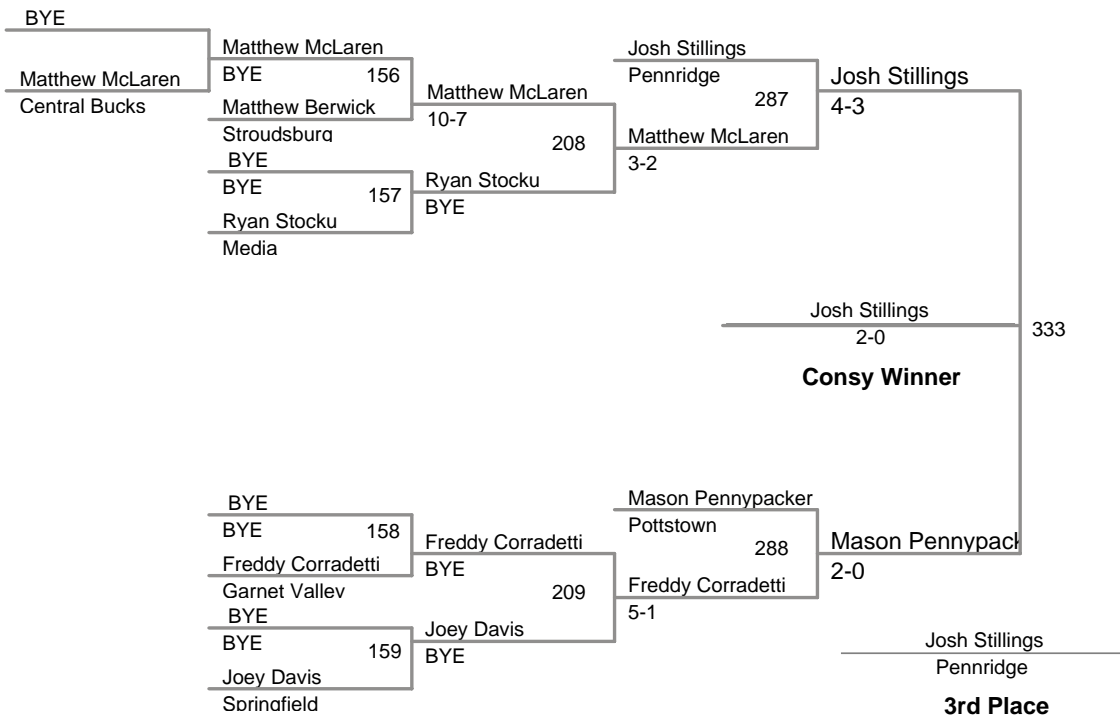 BYE
Matthew McLaren
Central Bucks
Matthew McLaren
BYE
156
Matthew Berwick
Stroudsburg
BYE
BYE
157
Ryan Stocku
Media
Matthew McLaren
10-7
208
Ryan Stocku
BYE
Josh Stillings
Pennridge
287
Matthew McLaren
3-2
Josh Stillings
4-3
Josh Stillings
2-0
333
Consy Winner
BYE
BYE
158
Freddy Corradetti
Garnet Valley
BYE
BYE
159
Joey Davis
Springfield
Freddy Corradetti
BYE
209
Joey Davis
BYE
Mason Pennypacker
Pottstown
288
Freddy Corradetti
5-1
Mason Pennypack
2-0
Josh Stillings
Pennridge
3rd Place